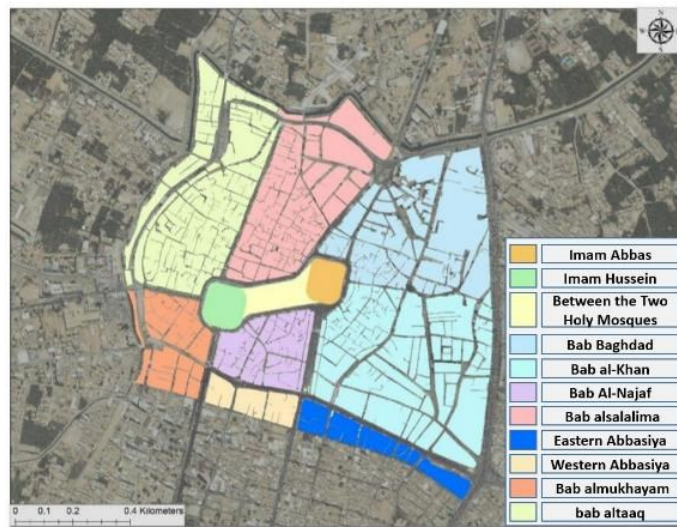 N
W
E
S
Imam Abbas
Imam Hussein
Between the Two
Holy Mosques
Bab Baghdad
Bab al-Khan
Bab Al-Najaf
Bab alsalalima
Eastern Abbasiya
Western Abbasiya
Bab almukhayam
bab altaaq
0 0.1 0.2 0.4 Kilometers